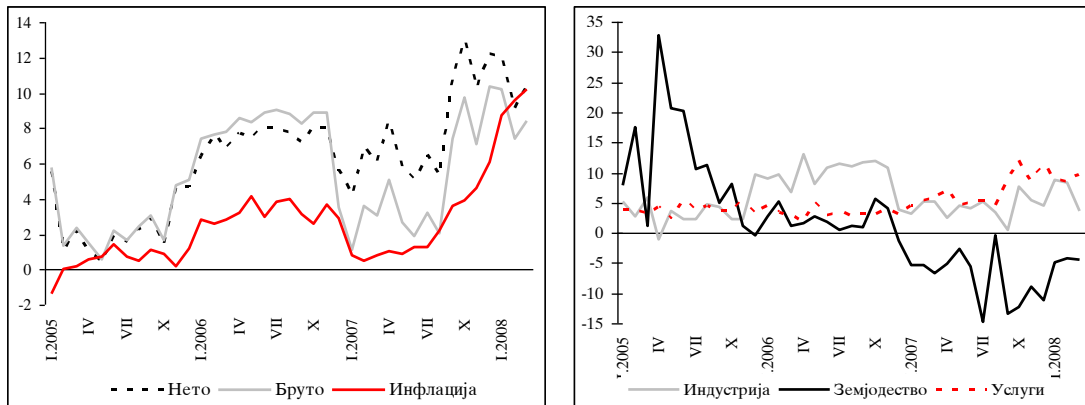 14
12
10
8
6
4
2
0
-2
I.2005
IV
VII
X
I.2006
IV
VII
X
I.2007
IV
VII
X
I.2008
Нето Бруто Инфлација
35
30
25
20
15
10
5
0
-5
-10
-15
.2005
IV
VII
X
.2006
IV
VII
X
.2007
IV
VII
X
.2008
Индустрија Земјодество Услуги